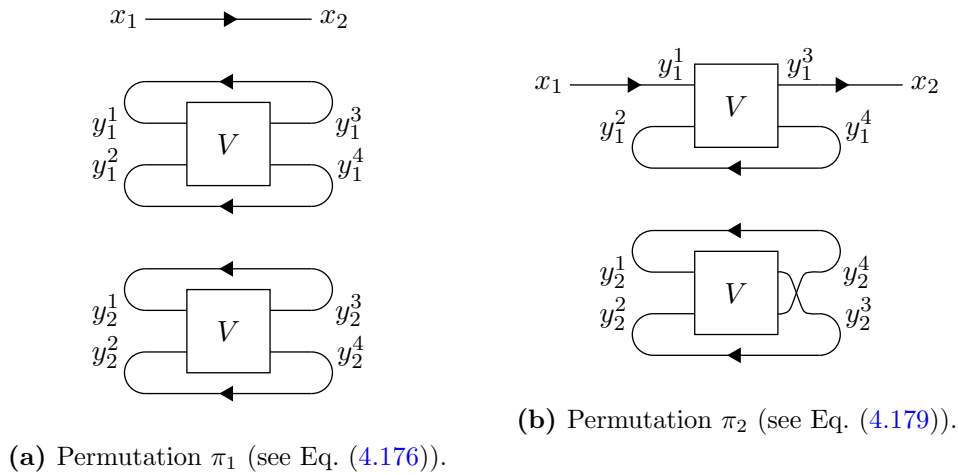 x₁ x₂
y₁¹ y₁³
V
y₁² y₁⁴
y₂¹ y₂³
V
y₂² y₂⁴
(a) Permutation π₁ (see Eq. (4.176)).
y₁¹ y₁³
x₁ V x₂
y₁² y₁⁴
y₂¹ y₂⁴
V
y₂² y₂³
(b) Permutation π₂ (see Eq. (4.179)).